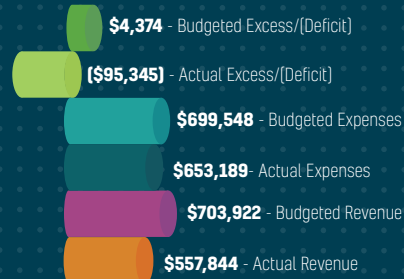 $4,374 - Budgeted Excess/(Deficit)
($95,345) - Actual Excess/(Deficit)
$699,548 - Budgeted Expenses
$653,189- Actual Expenses
$703,922 - Budgeted Revenue
$557,844 - Actual Revenue